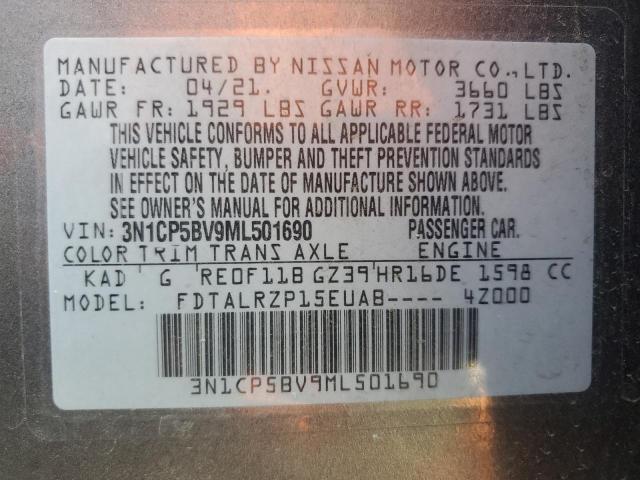 MANUFACTURED BY NISSAN MOTOR CO., LTD.
DATE: 04/21. GVWR: 3660 LBS
GAWR FR: 1929 LBS GAWR RR: 1731 LBS
THIS VEHICLE CONFORMS TO ALL APPLICABLE FEDERAL MOTOR
VEHICLE SAFETY, BUMPER AND THEFT PREVENTION STANDARDS
IN EFFECT ON THE DATE OF MANUFACTURE SHOWN ABOVE.
SEE OWNER'S MANUAL FOR ADDITIONAL INFORMATION.
VIN: 3N1CP5BV9ML501690 PASSENGER CAR.
COLOR TRIM TRANS AXLE ENGINE
KAD G RE0F11B GZ39 HR16DE 1598 CC
MODEL: FDTALRZP15EUAB---- 4Z000
3N1CP5BV9ML501690